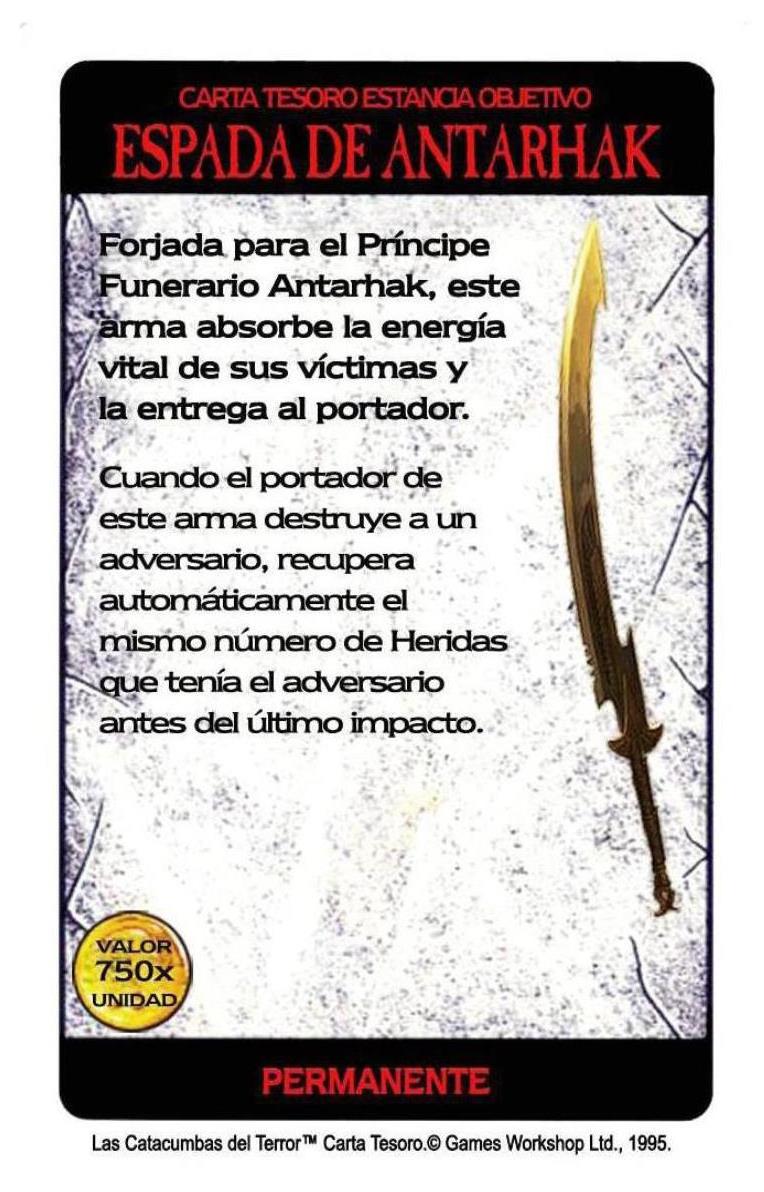 CARTA TESORO ESTANCIA OBJETIVO
ESPADA DE ANTARHAK
Forjada para el Príncipe
Funerario Antarhak, este
arma absorbe la energía
vital de sus víctimas y
la entrega al portador.
Cuando el portador de
este arma destruye a un
adversario, recupera
automáticamente el
mismo número de Heridas
que tenía el adversario
antes del último impacto.
VALOR
750x
UNIDAD
PERMANENTE
Las Catacumbas del Terror™ Carta Tesoro.© Games Workshop Ltd., 1995.